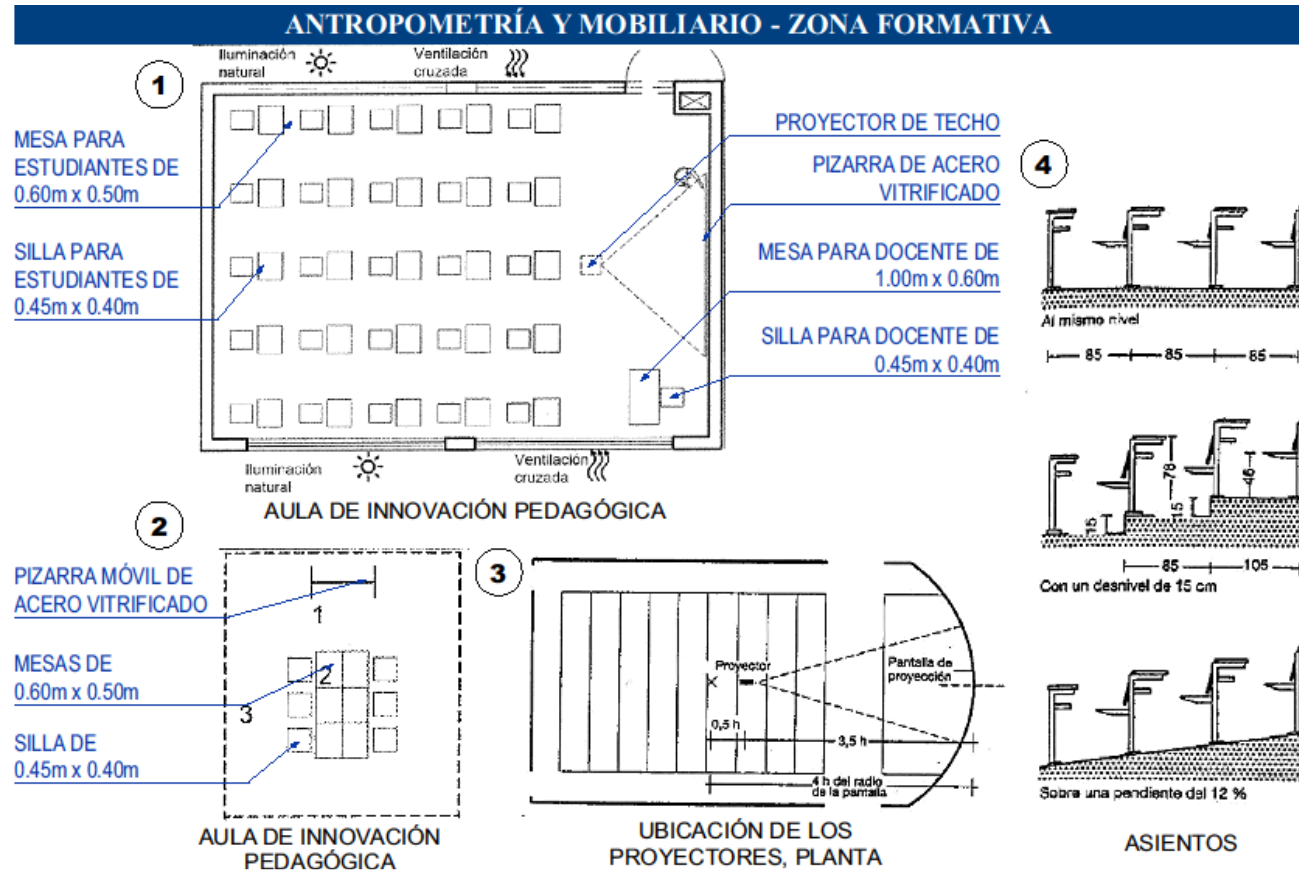 ANTROPOMETRÍA Y MOBILIARIO - ZONA FORMATIVA
1
Iluminación
natural
Ventilación
cruzada
MESA PARA
ESTUDIANTES DE
0.60m x 0.50m
SILLA PARA
ESTUDIANTES DE
0.45m x 0.40m
PROYECTOR DE TECHO
PIZARRA DE ACERO
VITRIFICADO
MESA PARA DOCENTE DE
1.00m x 0.60m
SILLA PARA DOCENTE DE
0.45m x 0.40m
Iluminación
natural
Ventilación
cruzada
AULA DE INNOVACIÓN PEDAGÓGICA
2
PIZARRA MÓVIL DE
ACERO VITRIFICADO
MESAS DE
0.60m x 0.50m
SILLA DE
0.45m x 0.40m
1
2
3
AULA DE INNOVACIÓN
PEDAGÓGICA
3
Proyector
Pantalla de
proyección
0,5 h
3,5 h
4 h del radio
de la pantalla
UBICACIÓN DE LOS
PROYECTORES, PLANTA
4
Al mismo nivel
85
85
85
78
46
15
15
85
105
Con un desnivel de 15 cm
Sobre una pendiente del 12 %
ASIENTOS